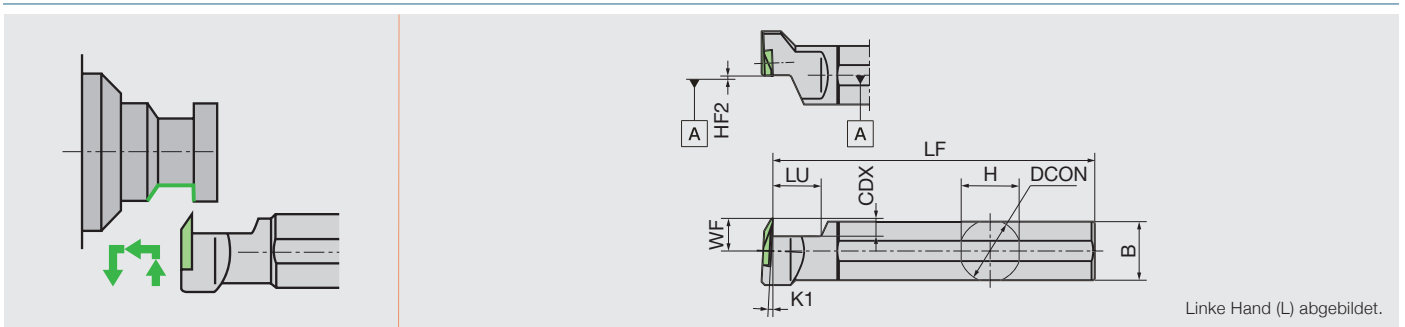 A
HF2
A
LF
LU
CDX
H
DCON
WF
B
K1
Linke Hand (L) abgebildet.